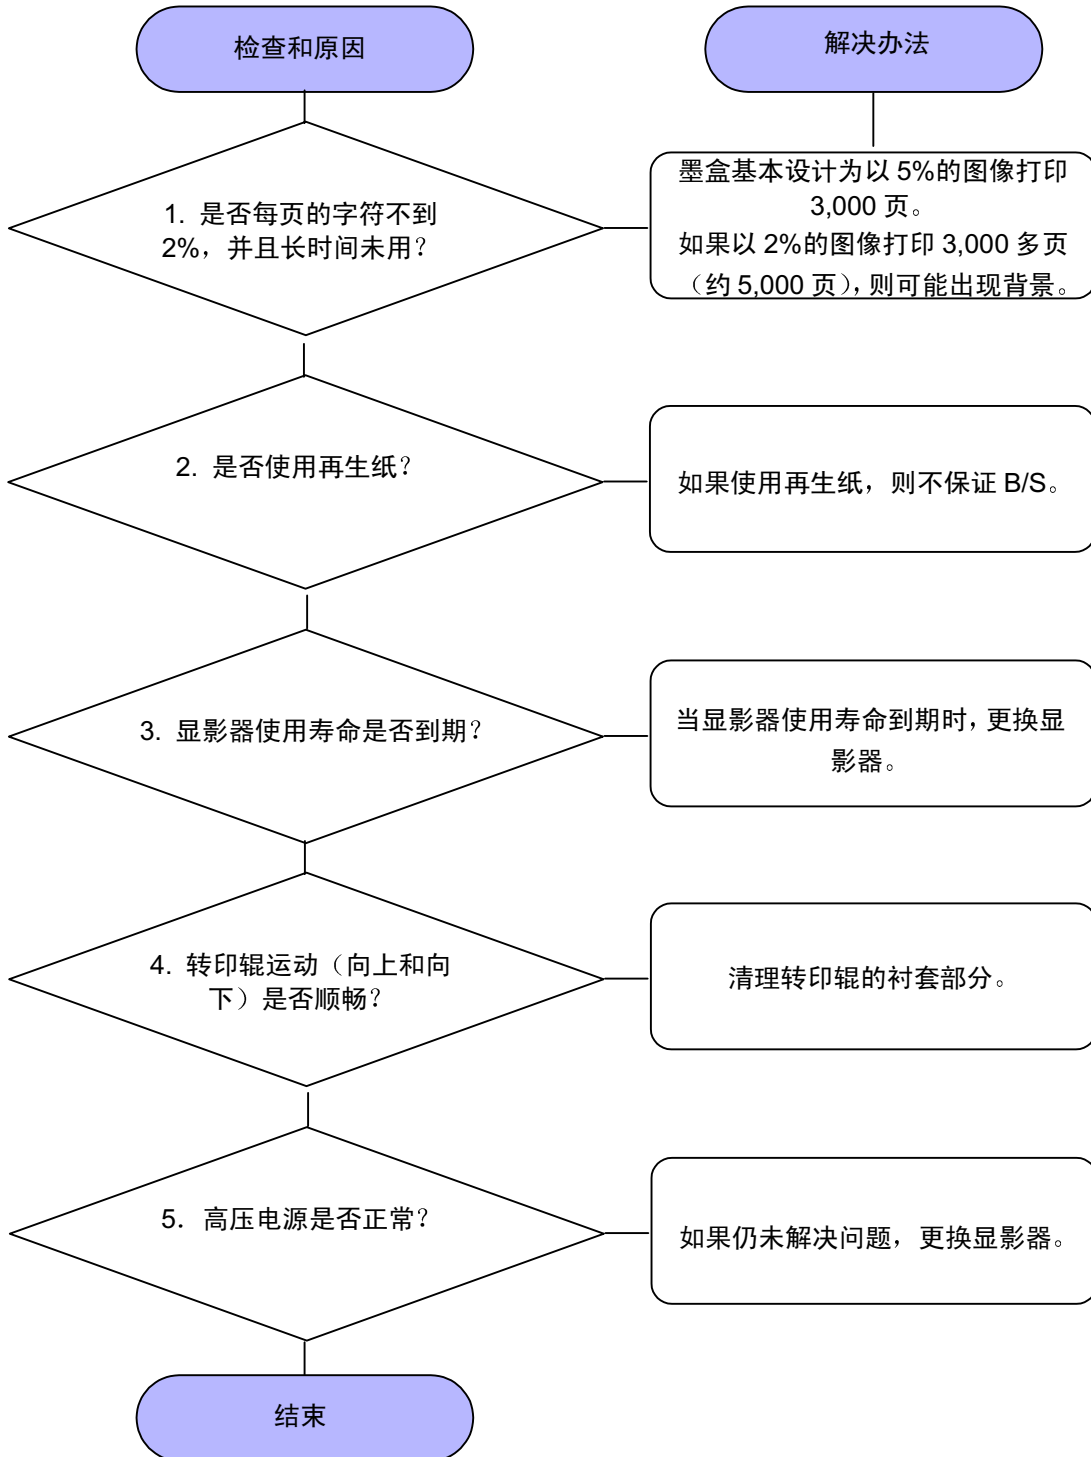 检查和原因
解决办法
1. 是否每页的字符不到
2%，并且长时间未用？
墨盒基本设计为以 5%的图像打印
3,000 页。
如果以 2%的图像打印 3,000 多页
（约 5,000 页），则可能出现背景。
2. 是否使用再生纸？
如果使用再生纸，则不保证 B/S。
3. 显影器使用寿命是否到期？
当显影器使用寿命到期时，更换显
影器。
4. 转印辊运动（向上和向
下）是否顺畅？
清理转印辊的衬套部分。
5. 高压电源是否正常？
如果仍未解决问题，更换显影器。
结束